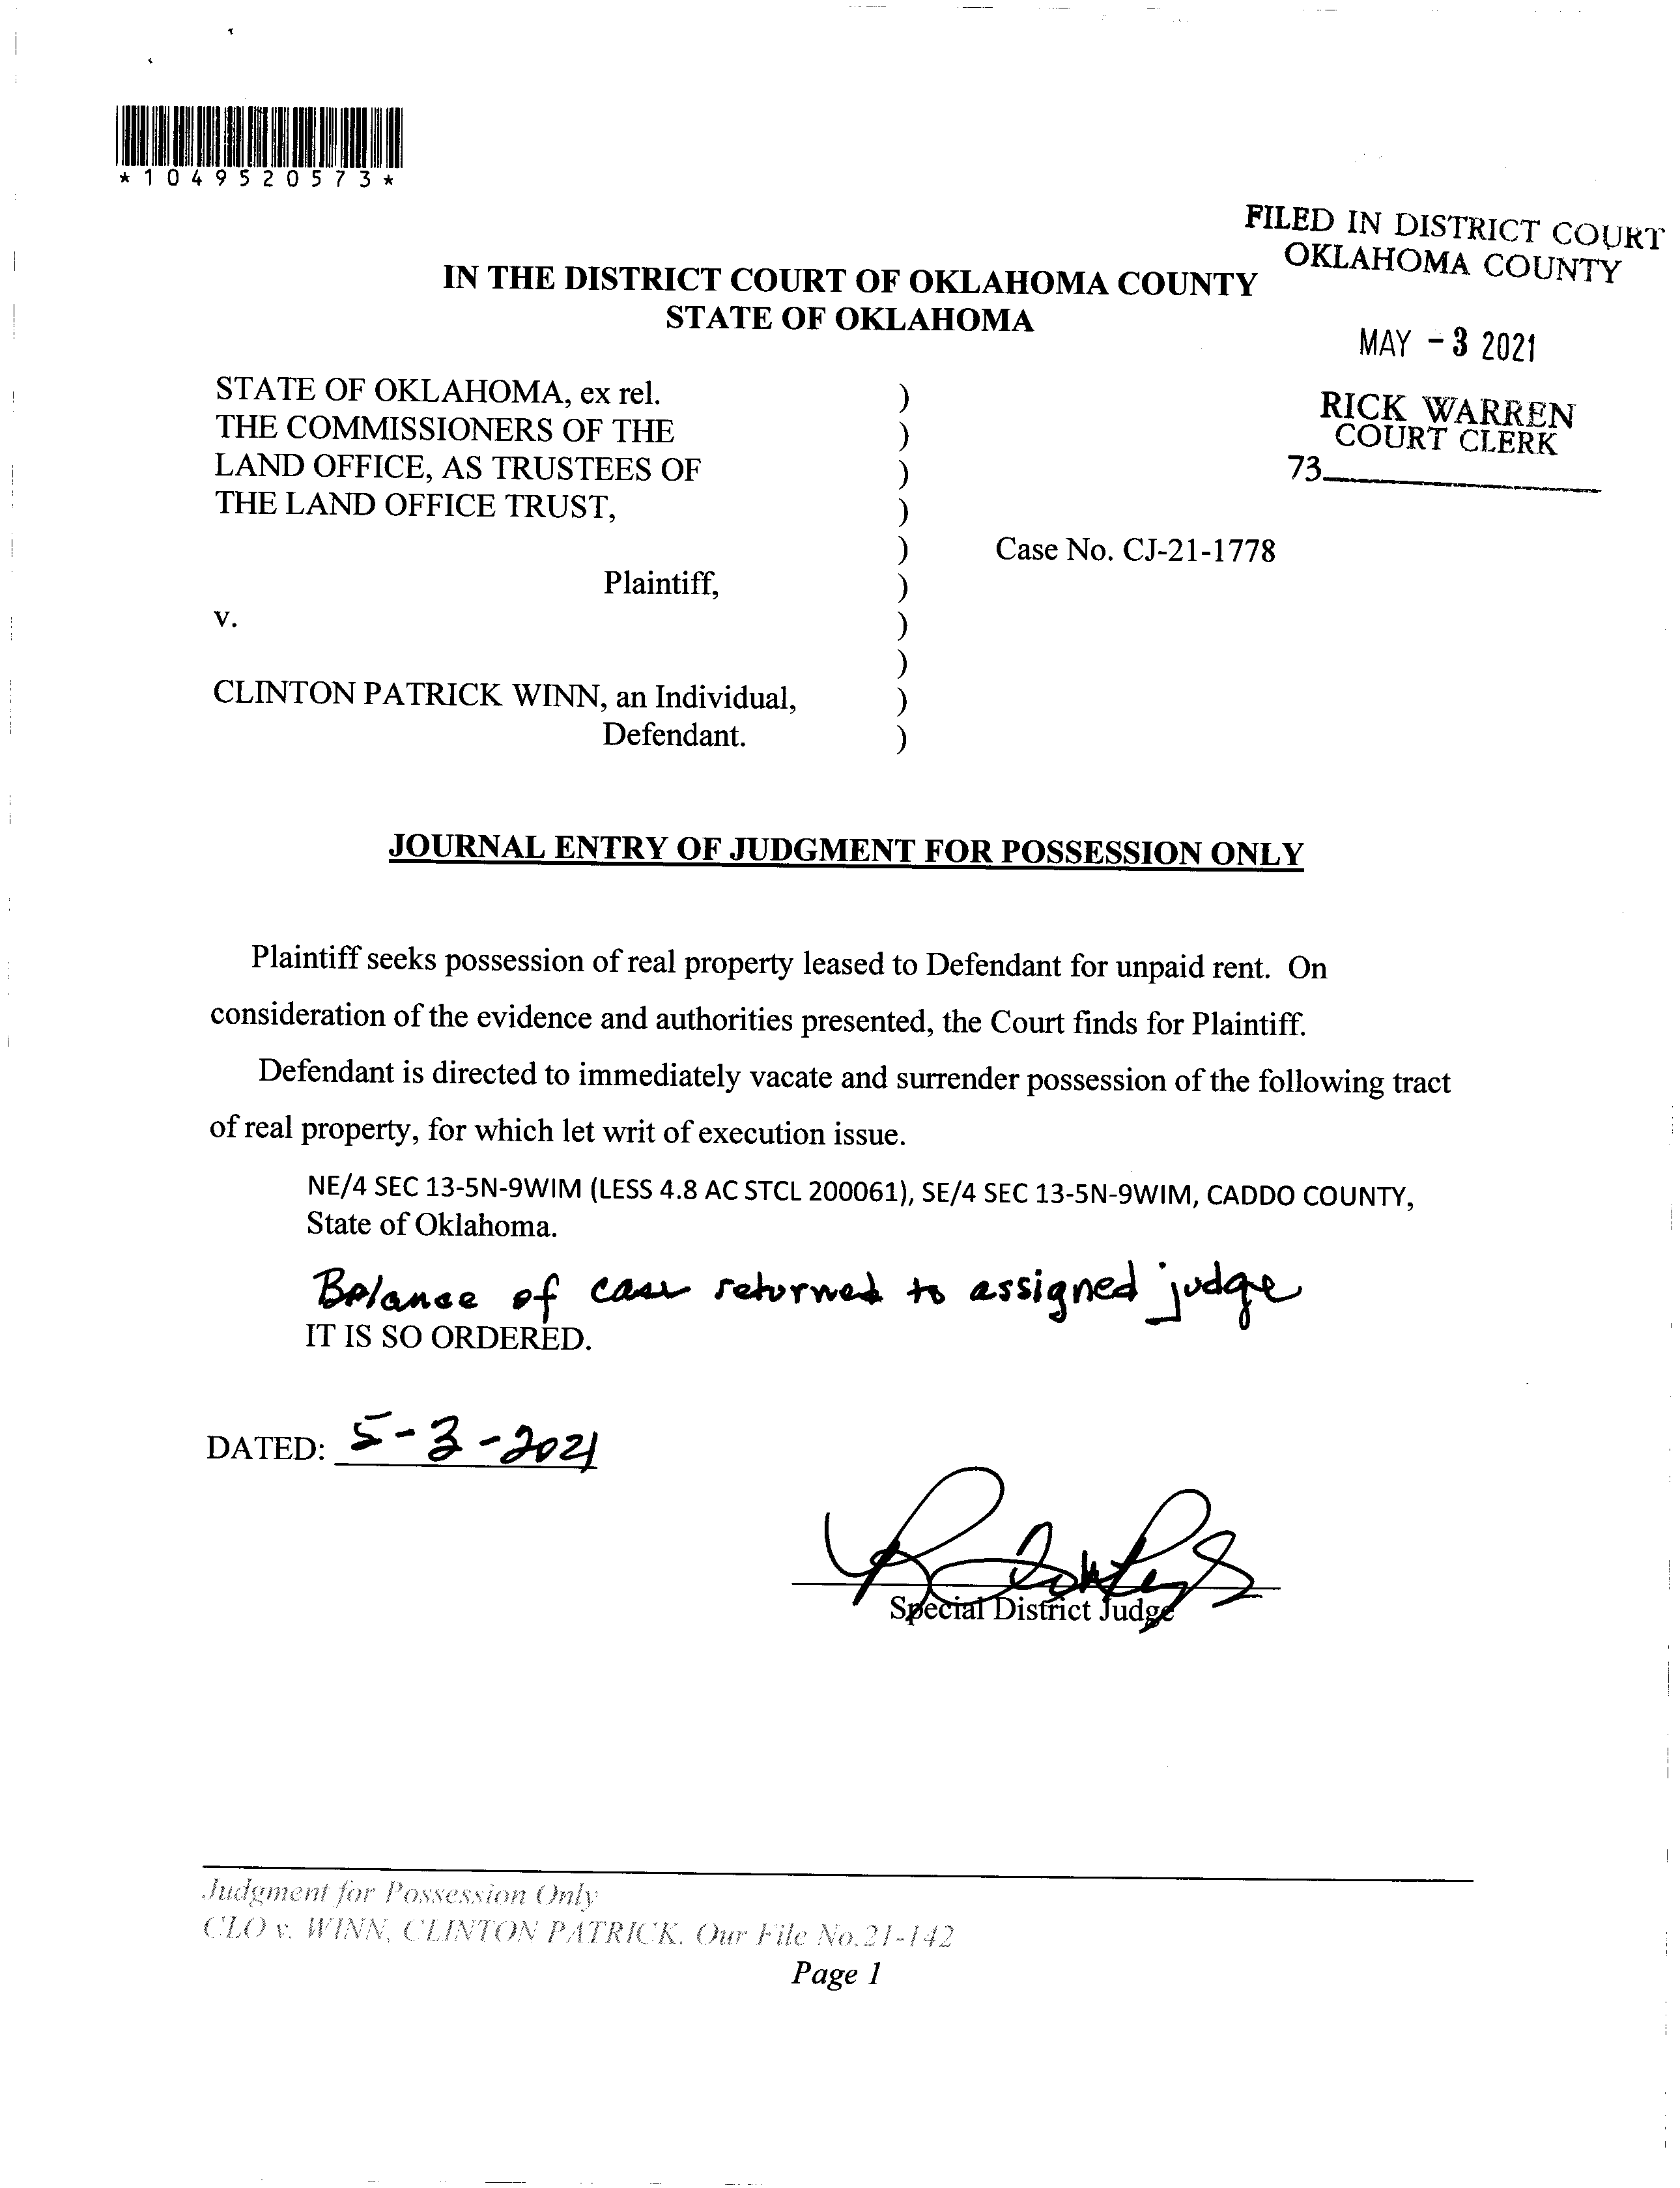 *1049520573*
FILED IN DISTRICT COURT
OKLAHOMA COUNTY
MAY - 3 2021
RICK WARREN
COURT CLERK
73
IN THE DISTRICT COURT OF OKLAHOMA COUNTY
STATE OF OKLAHOMA
STATE OF OKLAHOMA, ex rel. )
THE COMMISSIONERS OF THE )
LAND OFFICE, AS TRUSTEES OF )
THE LAND OFFICE TRUST, )
) Case No. CJ-21-1778
Plaintiff, )
v. )
)
CLINTON PATRICK WINN, an Individual, )
Defendant. )
JOURNAL ENTRY OF JUDGMENT FOR POSSESSION ONLY
Plaintiff seeks possession of real property leased to Defendant for unpaid rent. On
consideration of the evidence and authorities presented, the Court finds for Plaintiff.
Defendant is directed to immediately vacate and surrender possession of the following tract
of real property, for which let writ of execution issue.
NE/4 SEC 13-5N-9WIM (LESS 4.8 AC STCL 200061), SE/4 SEC 13-5N-9WIM, CADDO COUNTY,
State of Oklahoma.
Balance of case returned to assigned judge
IT IS SO ORDERED.
DATED: 5-3-2021
Special District Judge
Judgment for Possession Only
CLO v. WINN, CLINTON PATRICK. Our File No.21-142
Page 1